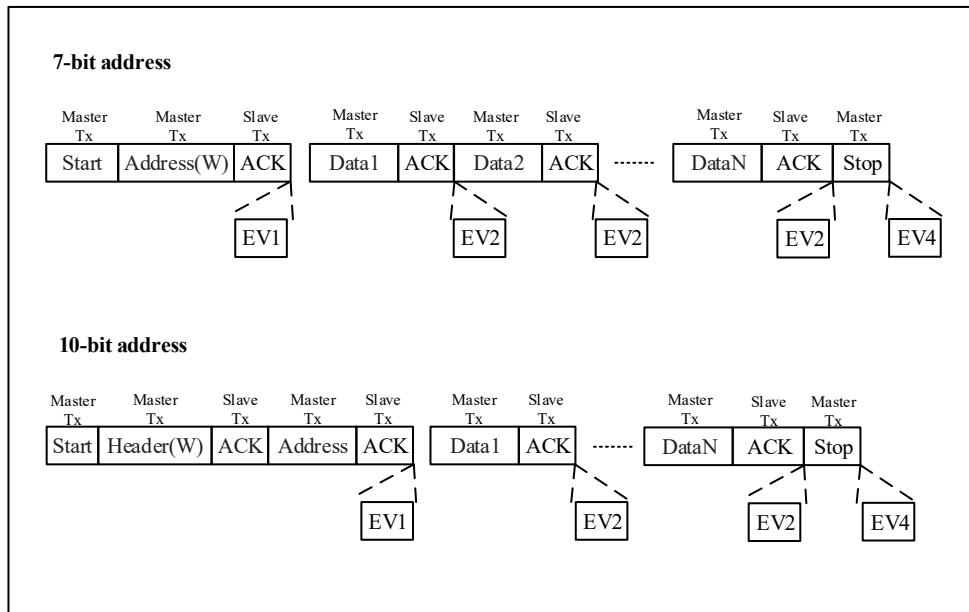 7-bit address
Master Tx Master Tx Slave Tx Master Tx Slave Tx Master Tx Slave Tx Master Tx Slave Tx Master Tx
Start Address(W) ACK Data1 ACK Data2 ACK DataN ACK Stop
EV1 EV2 EV2 EV2 EV4
10-bit address
Master Tx Master Tx Slave Tx Master Tx Slave Tx Master Tx Slave Tx Master Tx Slave Tx Master Tx
Start Header(W) ACK Address ACK Data1 ACK DataN ACK Stop
EV1 EV2 EV2 EV4